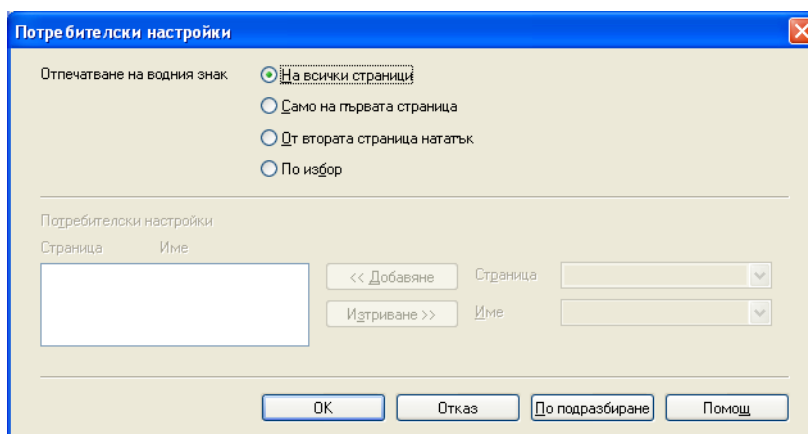 Потребителски настройки
Отпечатване на водния знак
На всички страници
Само на първата страница
От втората страница нататък
По избор
Потребителски настройки
Страница Име
<< Добавяне
Изтриване >>
Страница
Име
OK Отказ По подразбиране Помощ